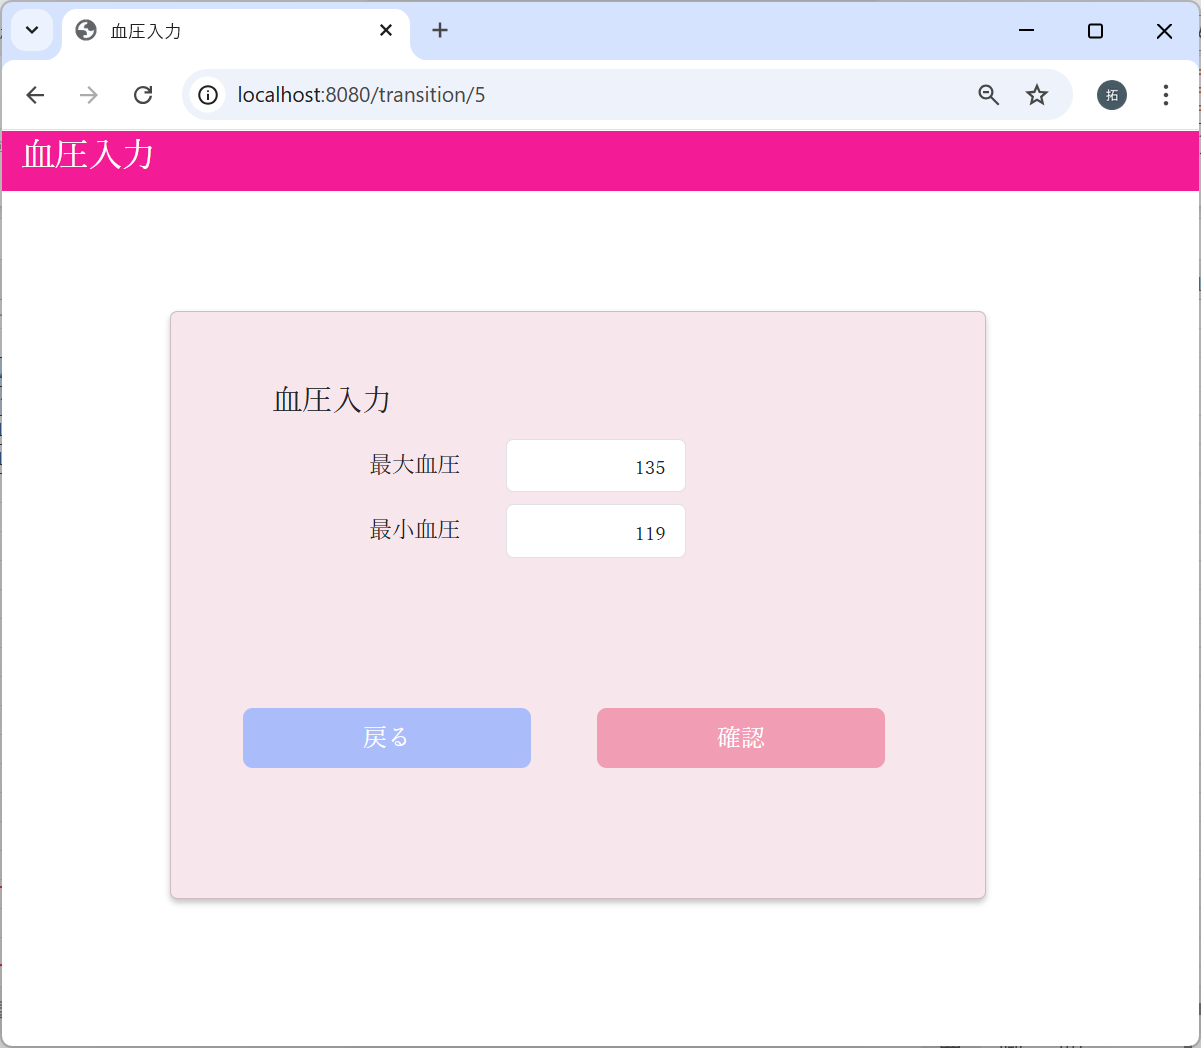 血圧入力
localhost:8080/transition/5
拓
血圧入力
血圧入力
最大血圧 135
最小血圧 119
戻る 確認